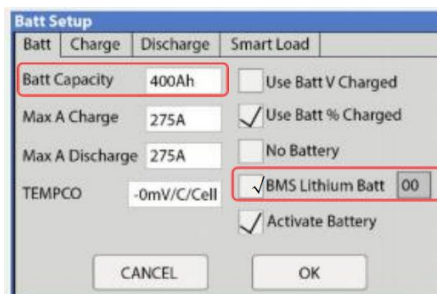 Batt Setup
Batt Charge Discharge Smart Load
Batt Capacity 400Ah Use Batt V Charged
Max A Charge 275A Use Batt % Charged
Max A Discharge 275A No Battery
TEMPCO -0mV/C/Cell BMS Lithium Batt 00
Activate Battery
CANCEL OK